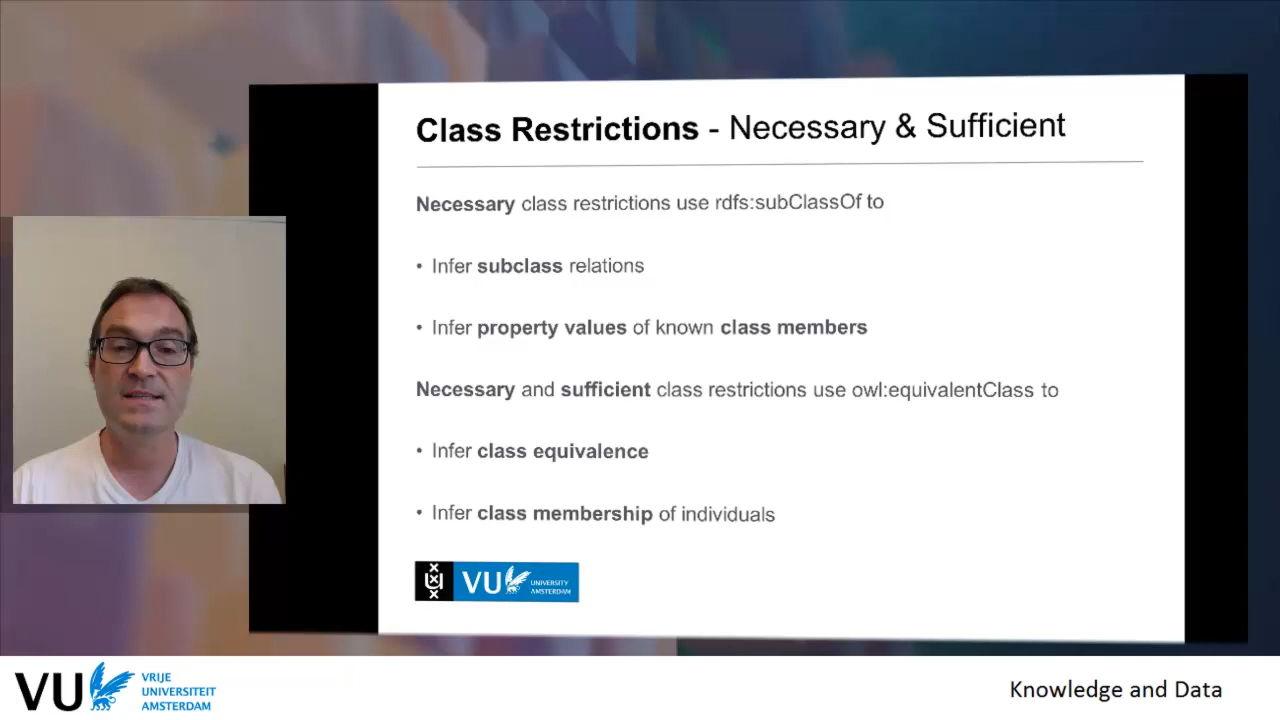 Class Restrictions - Necessary & Sufficient
Necessary class restrictions use rdfs:subClassOf to
• Infer subclass relations
• Infer property values of known class members
Necessary and sufficient class restrictions use owl:equivalentClass to
• Infer class equivalence
• Infer class membership of individuals
VU UNIVERSITY
AMSTERDAM
VU VRIJE
UNIVERSITEIT
AMSTERDAM
Knowledge and Data